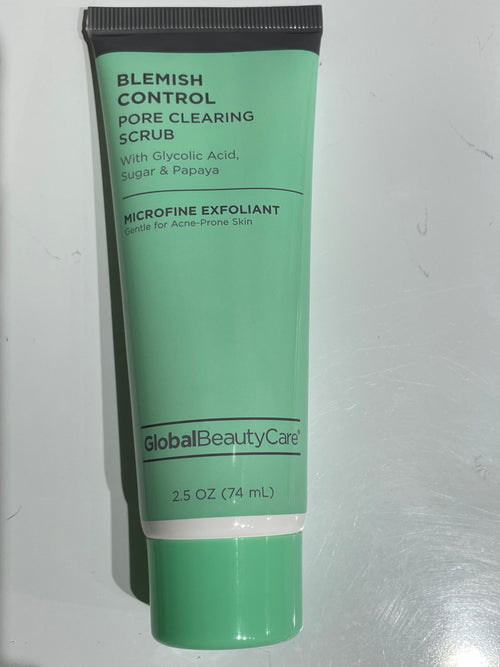 BLEMISH
CONTROL
PORE CLEARING
SCRUB
With Glycolic Acid,
Sugar & Papaya
MICROFINE EXFOLIANT
Gentle for Acne-Prone Skin
GlobalBeautyCare®
2.5 OZ (74 mL)